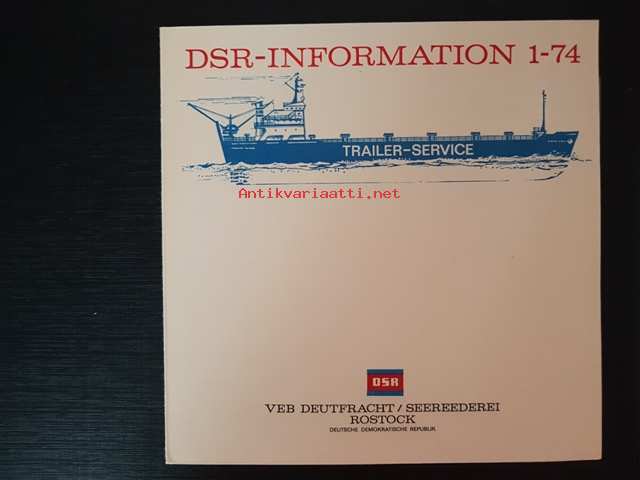 DSR-INFORMATION 1-74
TRAILER-SERVICE
Antikvariaatti.net
DSR
VEB DEUTFRACHT/SEEREEDEREI
ROSTOCK
DEUTSCHE DEMOKRATISCHE REPUBLIK